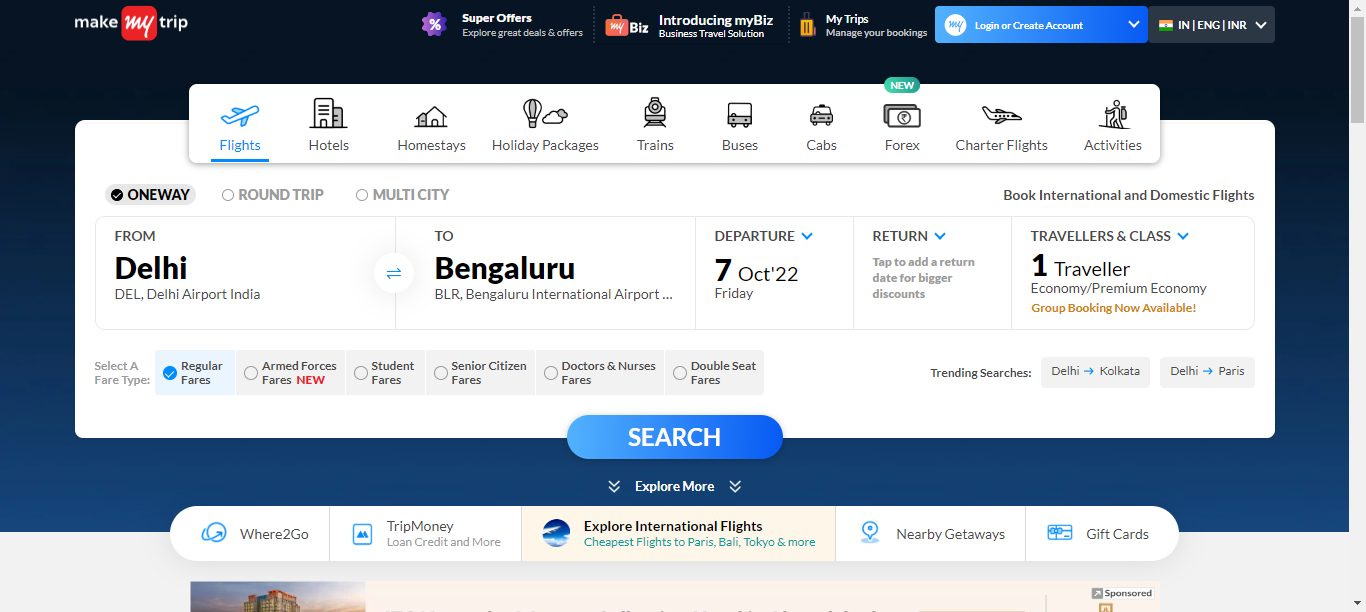 make my trip
%
Super Offers
Explore great deals & offers
my Biz
Introducing myBiz
Business Travel Solution
My Trips
Manage your bookings
my Login or Create Account
IN | ENG | INR
NEW
Flights
Hotels
Homestays
Holiday Packages
Trains
Buses
Cabs
₹
Forex
Charter Flights
Activities
ONEWAY
ROUND TRIP
MULTI CITY
Book International and Domestic Flights
FROM
Delhi
DEL, Delhi Airport India
TO
Bengaluru
BLR, Bengaluru International Airport ...
DEPARTURE
7 Oct'22
Friday
RETURN
Tap to add a return
date for bigger
discounts
TRAVELLERS & CLASS
1 Traveller
Economy/Premium Economy
Group Booking Now Available!
Select A
Fare Type:
Regular
Fares
Armed Forces
Fares NEW
Student
Fares
Senior Citizen
Fares
Doctors & Nurses
Fares
Double Seat
Fares
Trending Searches:
Delhi → Kolkata
Delhi → Paris
SEARCH
Explore More
Where2Go
TripMoney
Loan Credit and More
Explore International Flights
Cheapest Flights to Paris, Bali, Tokyo & more
Nearby Getaways
Gift Cards
Sponsored